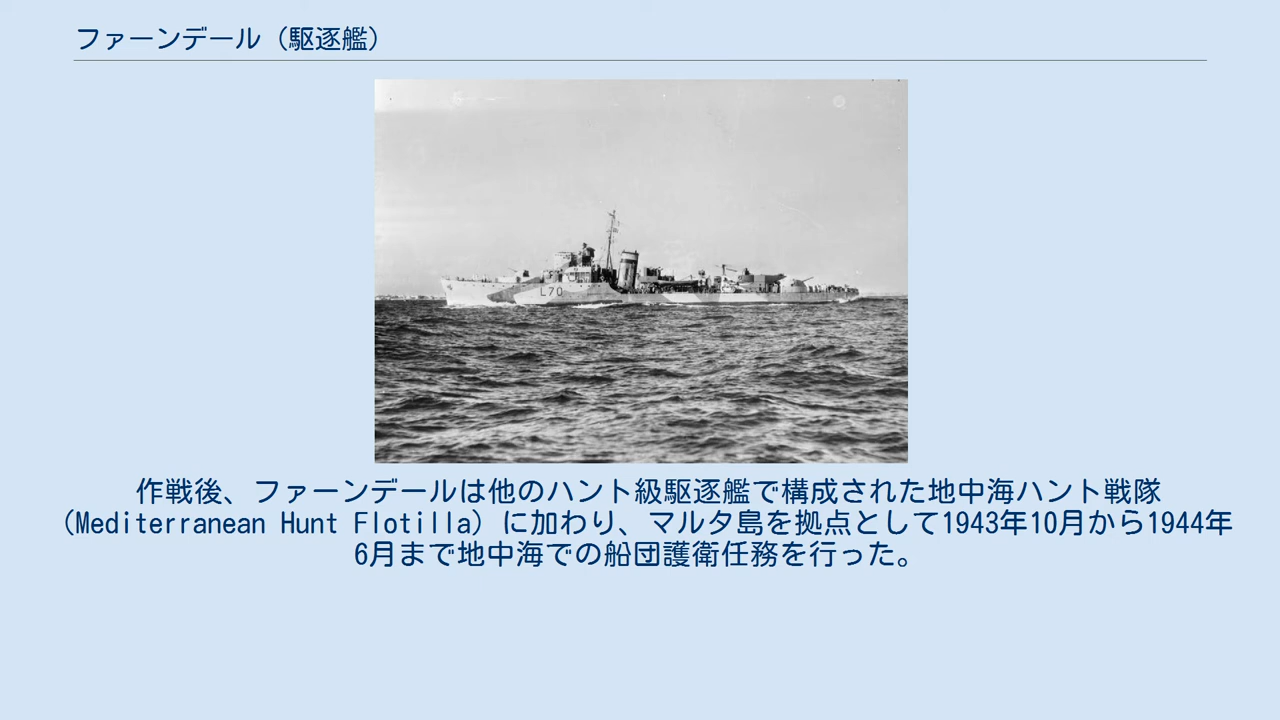 ファーンデール（駆逐艦）
L70
作戦後、ファーンデールは他のハント級駆逐艦で構成された地中海ハント戦隊
（Mediterranean Hunt Flotilla）に加わり、マルタ島を拠点として1943年10月から1944年
6月まで地中海での船団護衛任務を行った。